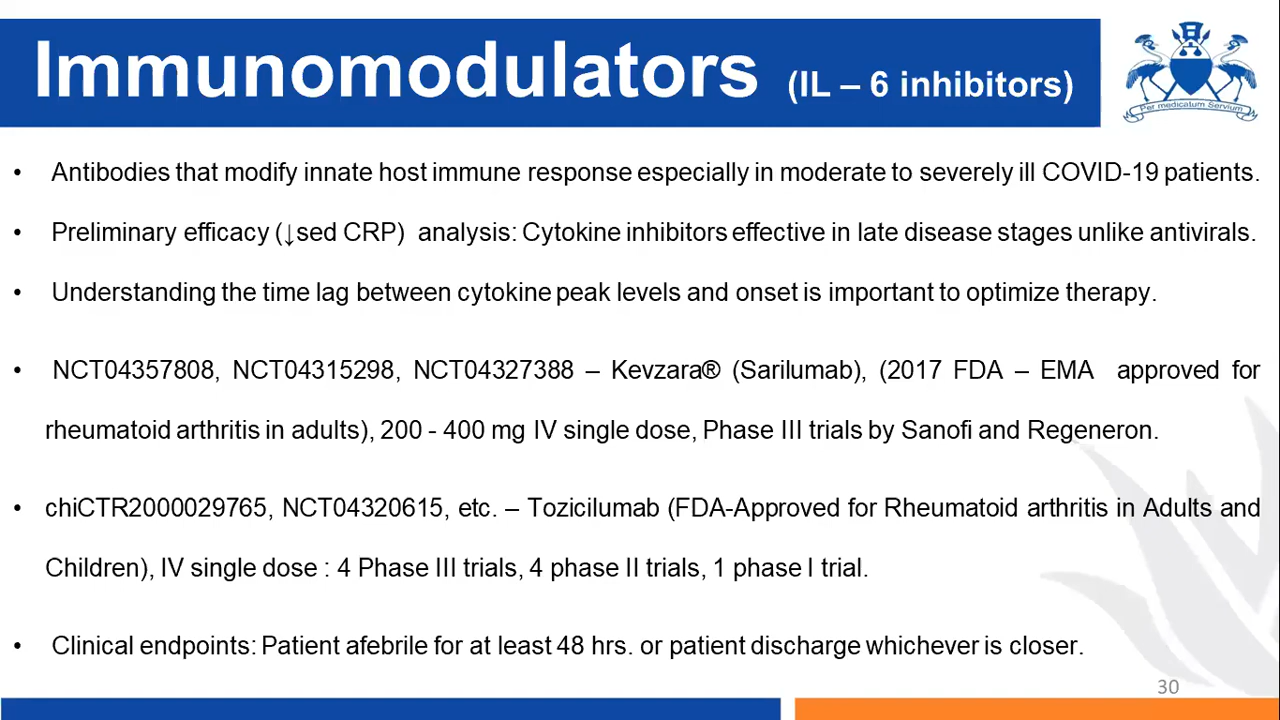 Immunomodulators (IL – 6 inhibitors)
Per medicatum Servium
• Antibodies that modify innate host immune response especially in moderate to severely ill COVID-19 patients.
• Preliminary efficacy (↓sed CRP) analysis: Cytokine inhibitors effective in late disease stages unlike antivirals.
• Understanding the time lag between cytokine peak levels and onset is important to optimize therapy.
• NCT04357808, NCT04315298, NCT04327388 – Kevzara® (Sarilumab), (2017 FDA – EMA approved for
rheumatoid arthritis in adults), 200 - 400 mg IV single dose, Phase III trials by Sanofi and Regeneron.
• chiCTR2000029765, NCT04320615, etc. – Tozicilumab (FDA-Approved for Rheumatoid arthritis in Adults and
Children), IV single dose : 4 Phase III trials, 4 phase II trials, 1 phase I trial.
• Clinical endpoints: Patient afebrile for at least 48 hrs. or patient discharge whichever is closer.
30